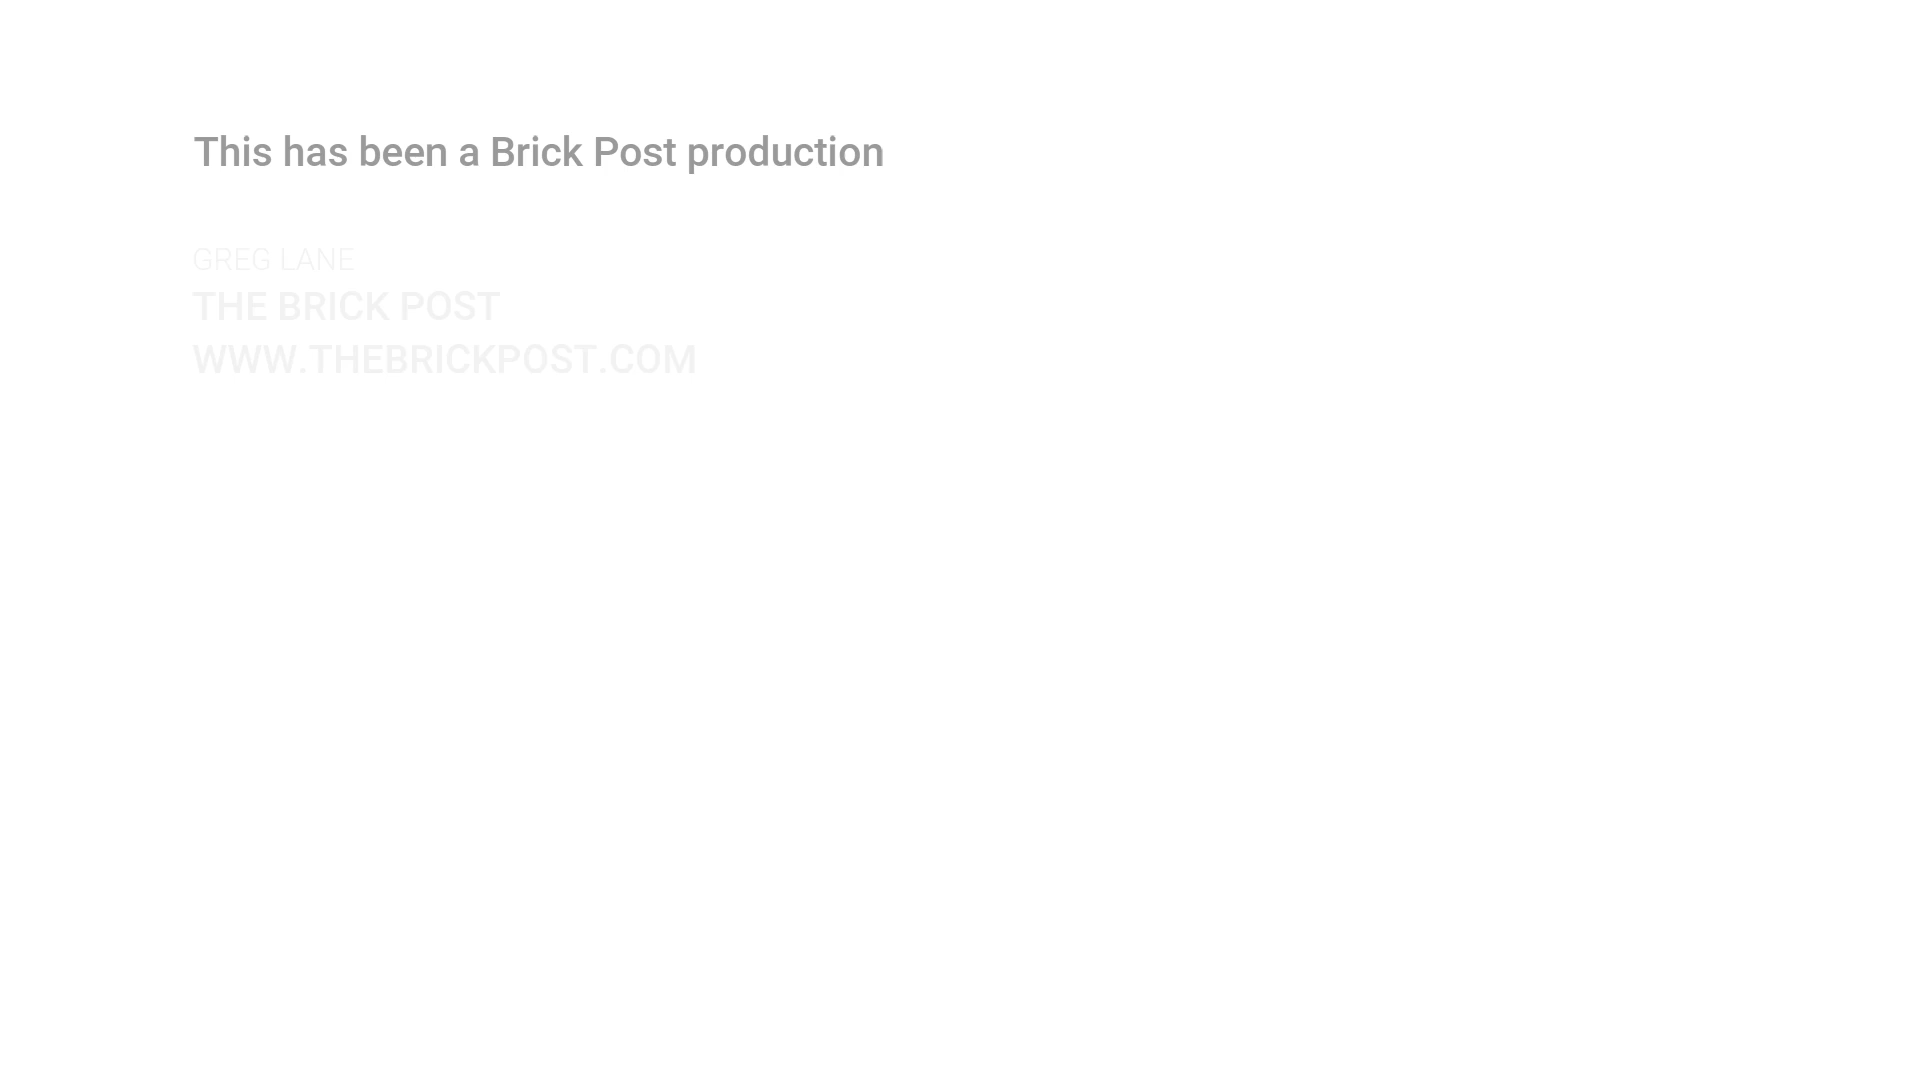 This has been a Brick Post production
GREG LANE
THE BRICK POST
WWW.THEBRICKPOST.COM